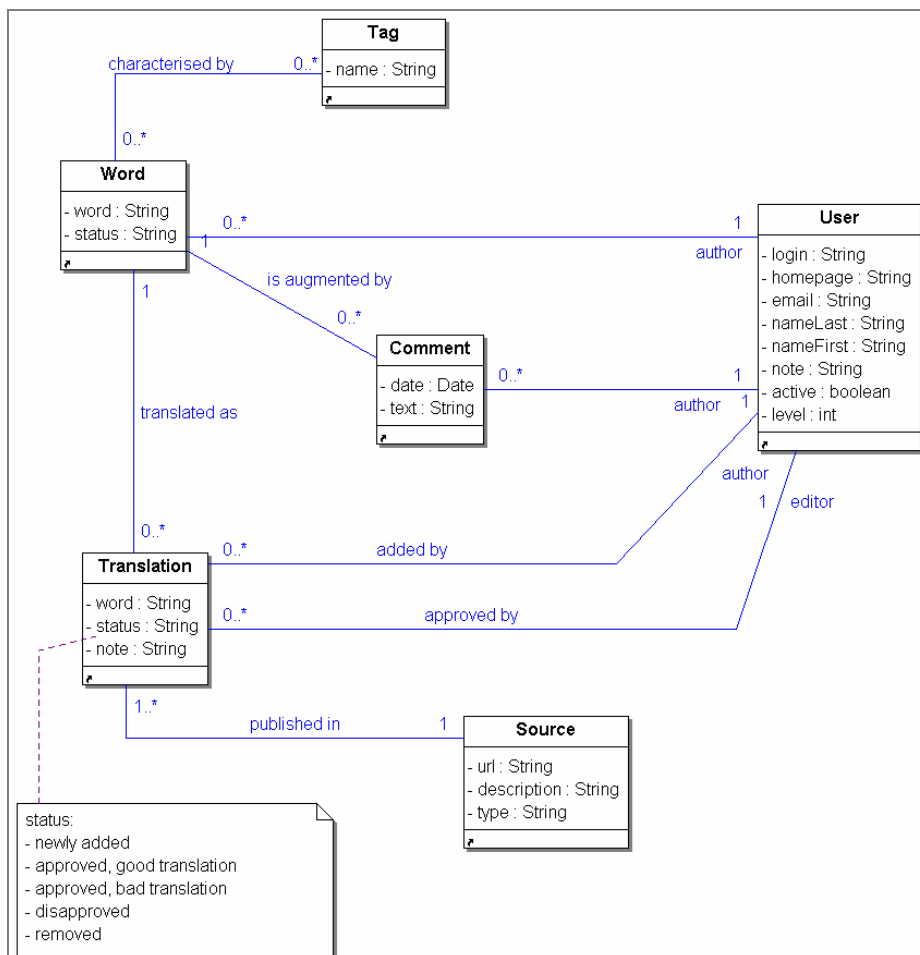 Tag
- name : String
characterised by
0..*
0..*
Word
- word : String
- status : String
0..*
1
author
1
is augmented by
0..*
User
- login : String
- homepage : String
- email : String
- nameLast : String
- nameFirst : String
- note : String
- active : boolean
- level : int
Comment
- date : Date
- text : String
0..*
1
author
1
translated as
1
0..*
author
1
editor
Translation
- word : String
- status : String
- note : String
0..*
added by
0..*
approved by
1..*
published in
1
Source
- url : String
- description : String
- type : String
status:
- newly added
- approved, good translation
- approved, bad translation
- disapproved
- removed